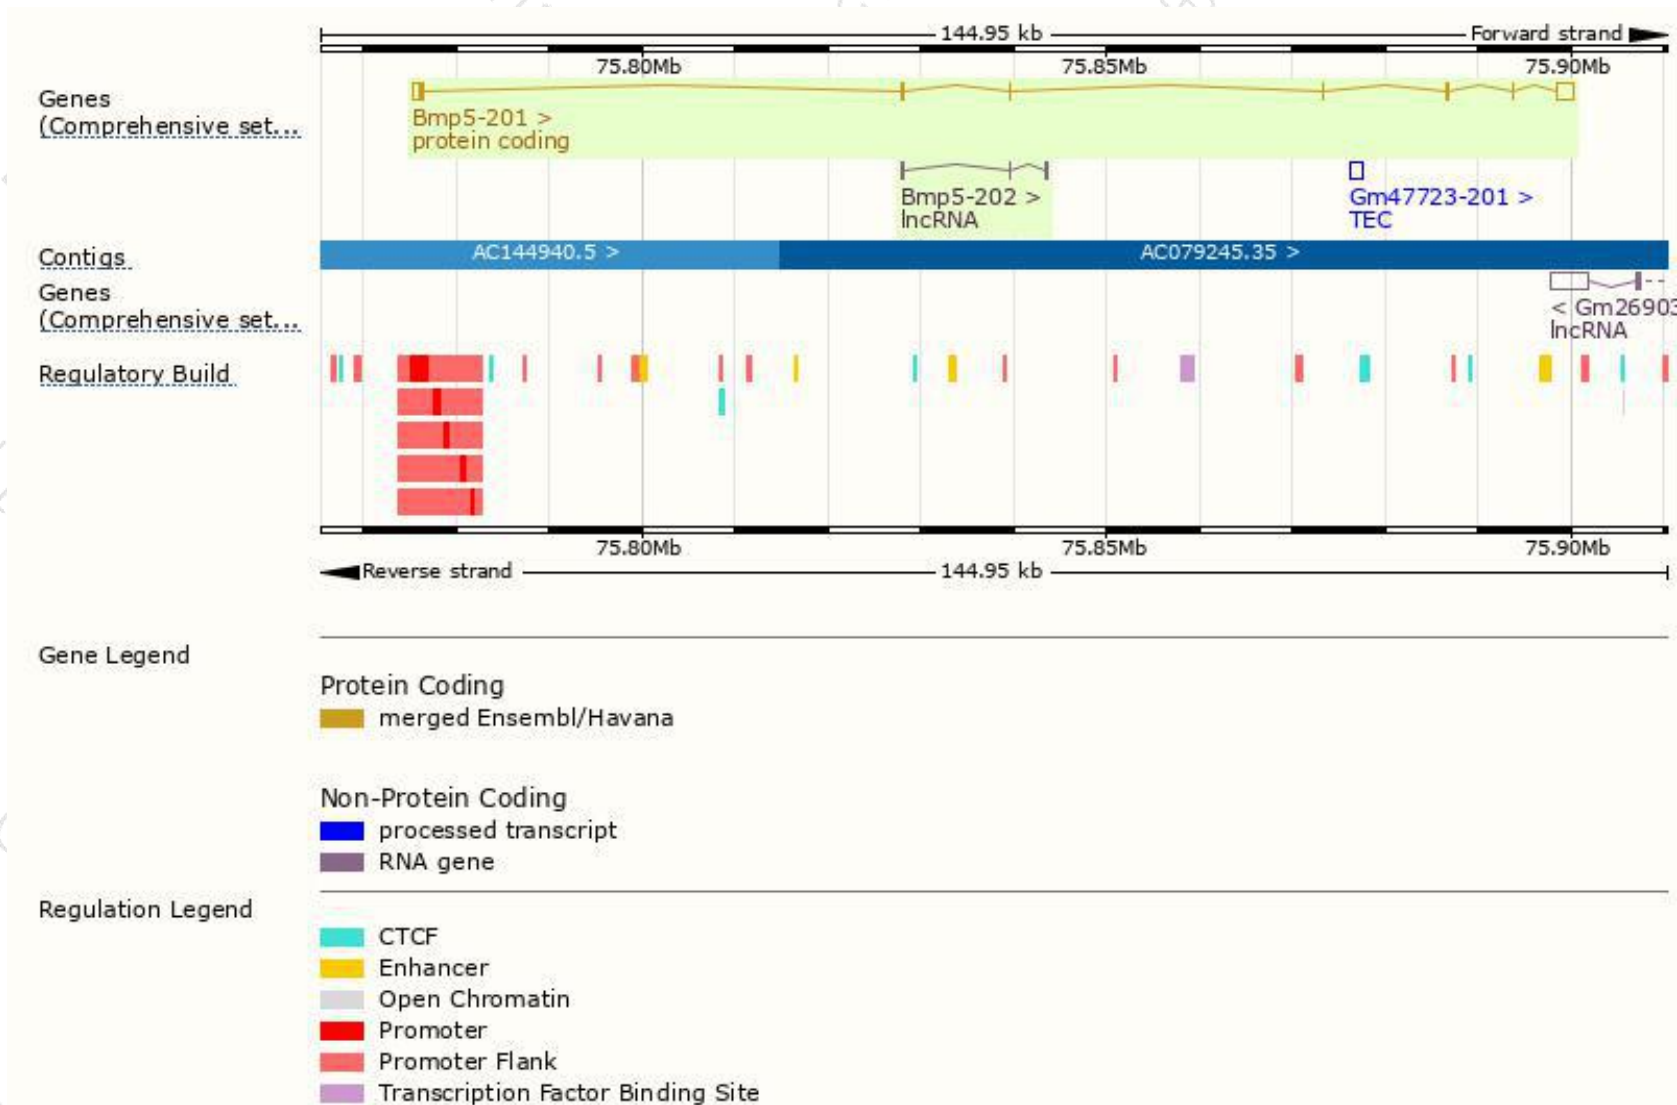 144.95 kb Forward strand
75.80Mb 75.85Mb 75.90Mb
Genes
(Comprehensive set...
Bmp5-201 >
protein coding
Bmp5-202 >
lncRNA
Gm47723-201 >
TEC
Contigs
AC144940.5 > AC079245.35 >
Genes
(Comprehensive set...
< Gm26903
lncRNA
Regulatory Build
75.80Mb 75.85Mb 75.90Mb
Reverse strand 144.95 kb
Gene Legend
Protein Coding
merged Ensembl/Havana
Non-Protein Coding
processed transcript
RNA gene
Regulation Legend
CTCF
Enhancer
Open Chromatin
Promoter
Promoter Flank
Transcription Factor Binding Site